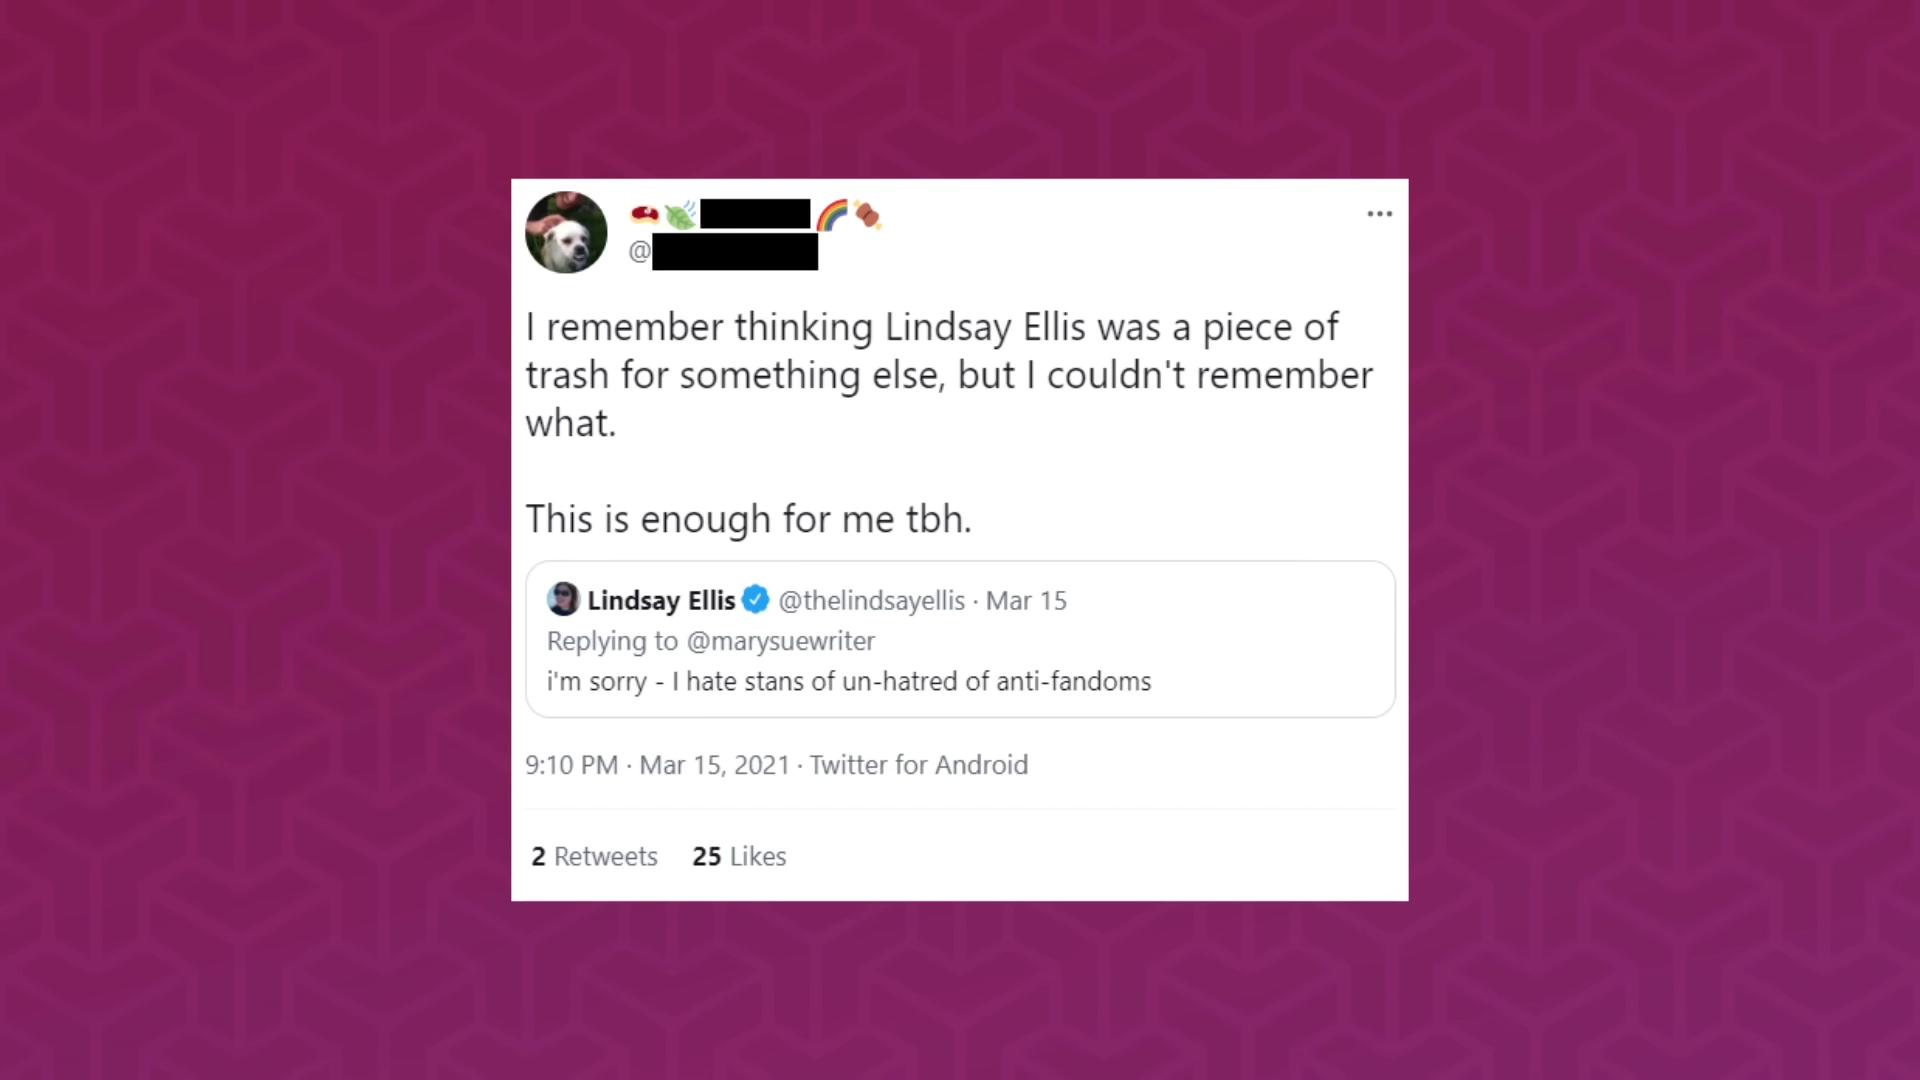 @
I remember thinking Lindsay Ellis was a piece of
trash for something else, but I couldn't remember
what.
This is enough for me tbh.
Lindsay Ellis @thelindsayellis · Mar 15
Replying to @marysuewriter
i'm sorry - I hate stans of un-hatred of anti-fandoms
9:10 PM · Mar 15, 2021 · Twitter for Android
2 Retweets 25 Likes